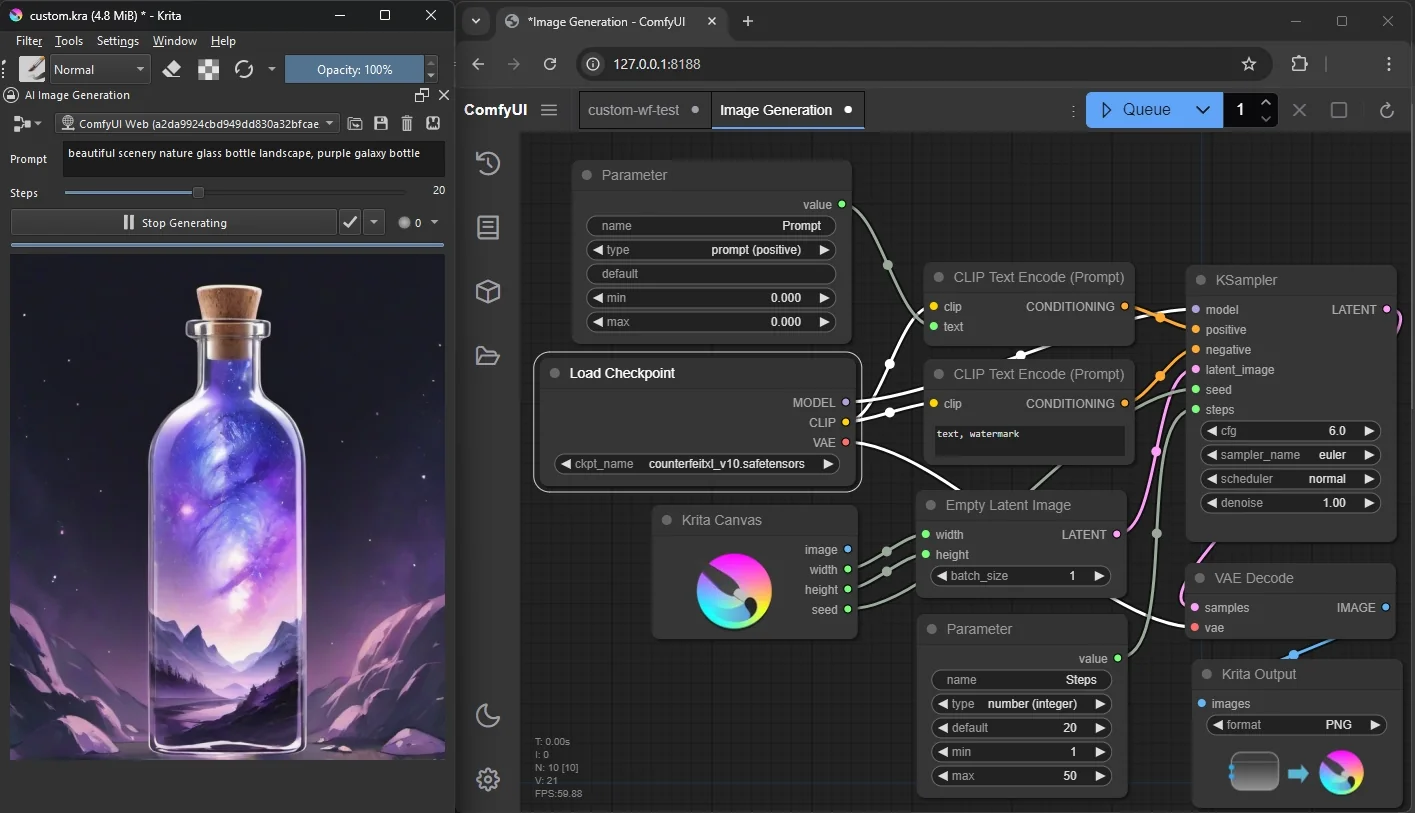 custom.kra (4.8 MiB) * - Krita
Filter Tools Settings Window Help
Normal
Opacity: 100%
AI Image Generation
ComfyUI Web (a2da9924cbd949dd830a32bfcae
Prompt
beautiful scenery nature glass bottle landscape, purple galaxy bottle
Steps
20
Stop Generating
0
*Image Generation - ComfyUI
127.0.0.1:8188
ComfyUI
custom-wf-test
Image Generation
Queue
1
Parameter
value
name Prompt
type prompt (positive)
default
min 0.000
max 0.000
Load Checkpoint
MODEL
CLIP
VAE
ckpt_name counterfeitxl_v10.safetensors
Krita Canvas
image
width
height
seed
CLIP Text Encode (Prompt)
clip CONDITIONING
text
CLIP Text Encode (Prompt)
clip CONDITIONING
text, watermark
Empty Latent Image
width LATENT
height
batch_size 1
Parameter
value
name Steps
type number (integer)
default 20
min 1
max 50
KSampler
model LATENT
positive
negative
latent_image
seed
steps
cfg 6.0
sampler_name euler
scheduler normal
denoise 1.00
VAE Decode
samples IMAGE
vae
Krita Output
images
format PNG
T: 0.00s
I: 0
N: 10 [10]
V: 21
FPS:59.88